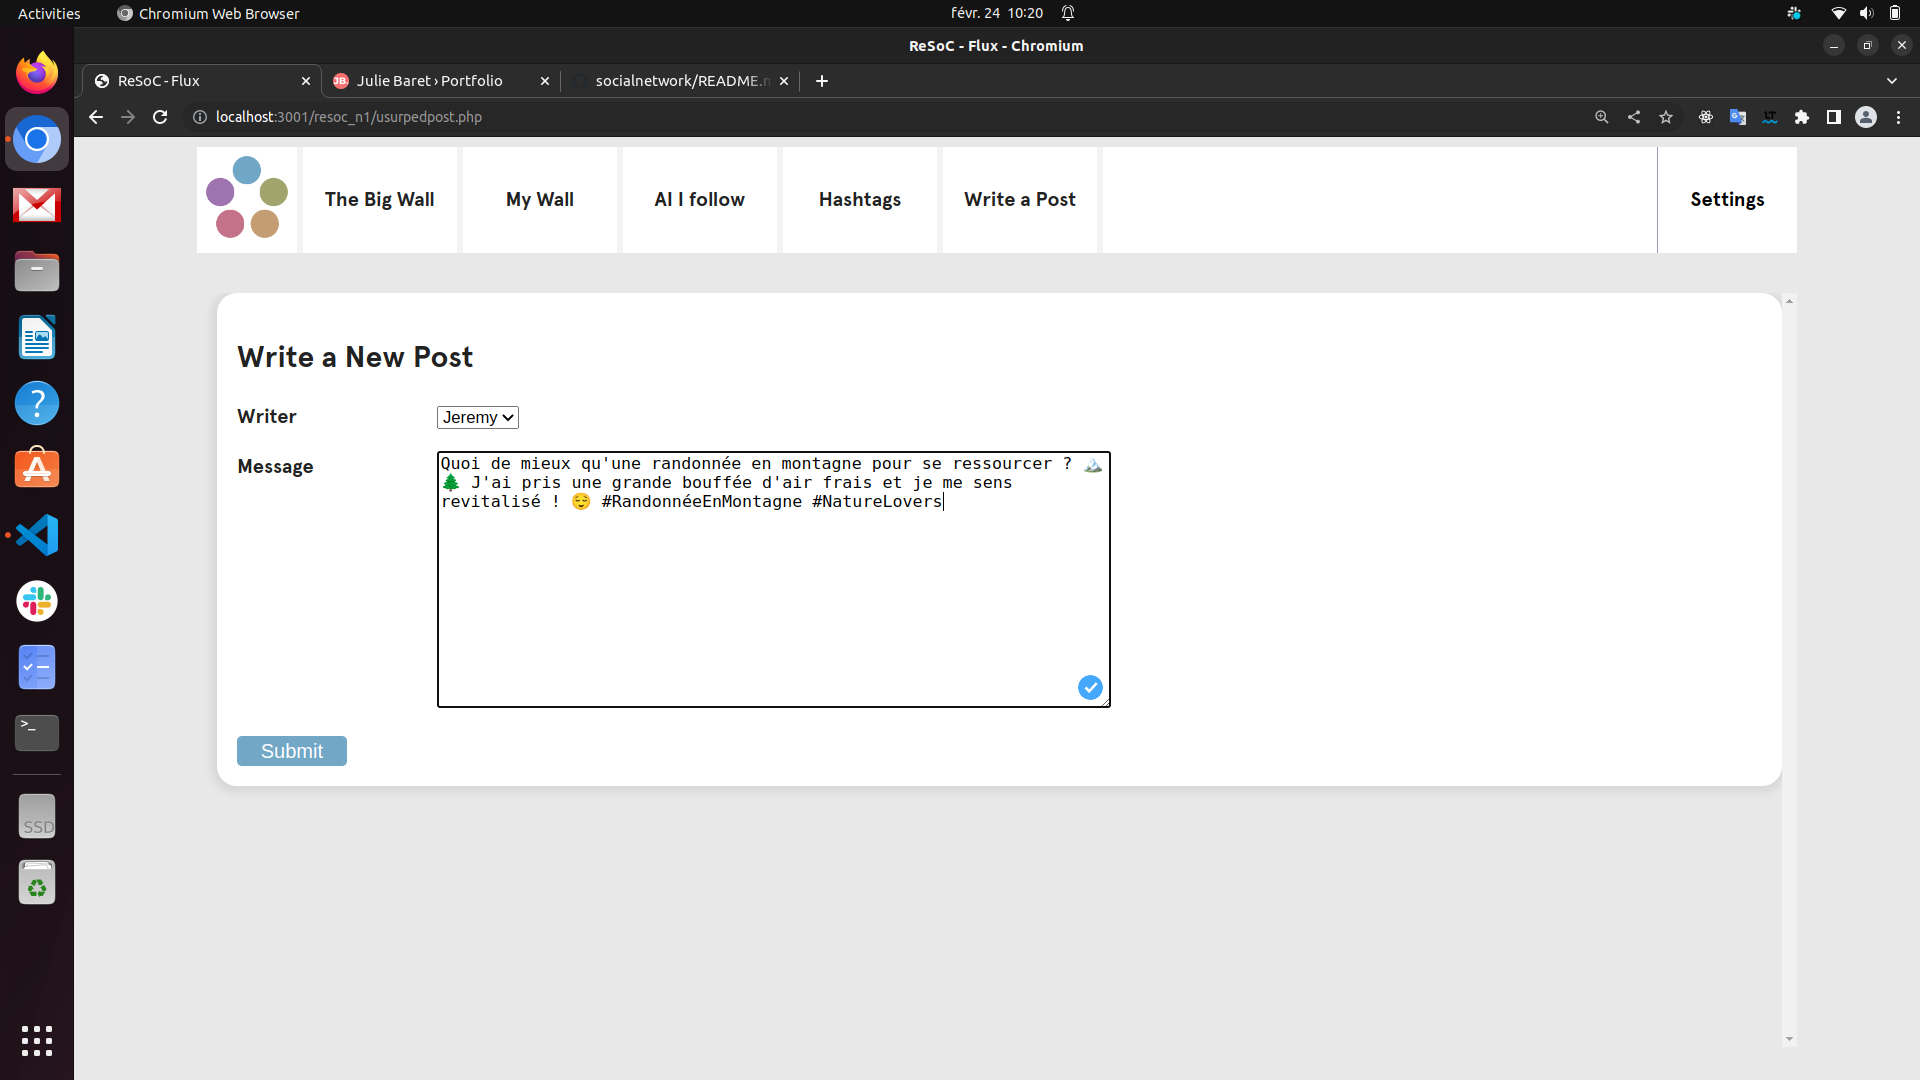 Activities
Chromium Web Browser
févr. 24 10:20
ReSoC - Flux - Chromium
ReSoC - Flux
JB. Julie Baret › Portfolio
socialnetwork/README.
localhost:3001/resoc_n1/usurpedpost.php
The Big Wall
My Wall
Al I follow
Hashtags
Write a Post
Settings
Write a New Post
Writer
Jeremy
Message
Quoi de mieux qu'une randonnée en montagne pour se ressourcer ? 🏔️
🌲 J'ai pris une grande bouffée d'air frais et je me sens
revitalisé ! 😌 #RandonnéeEnMontagne #NatureLovers
Submit
>_
SSD